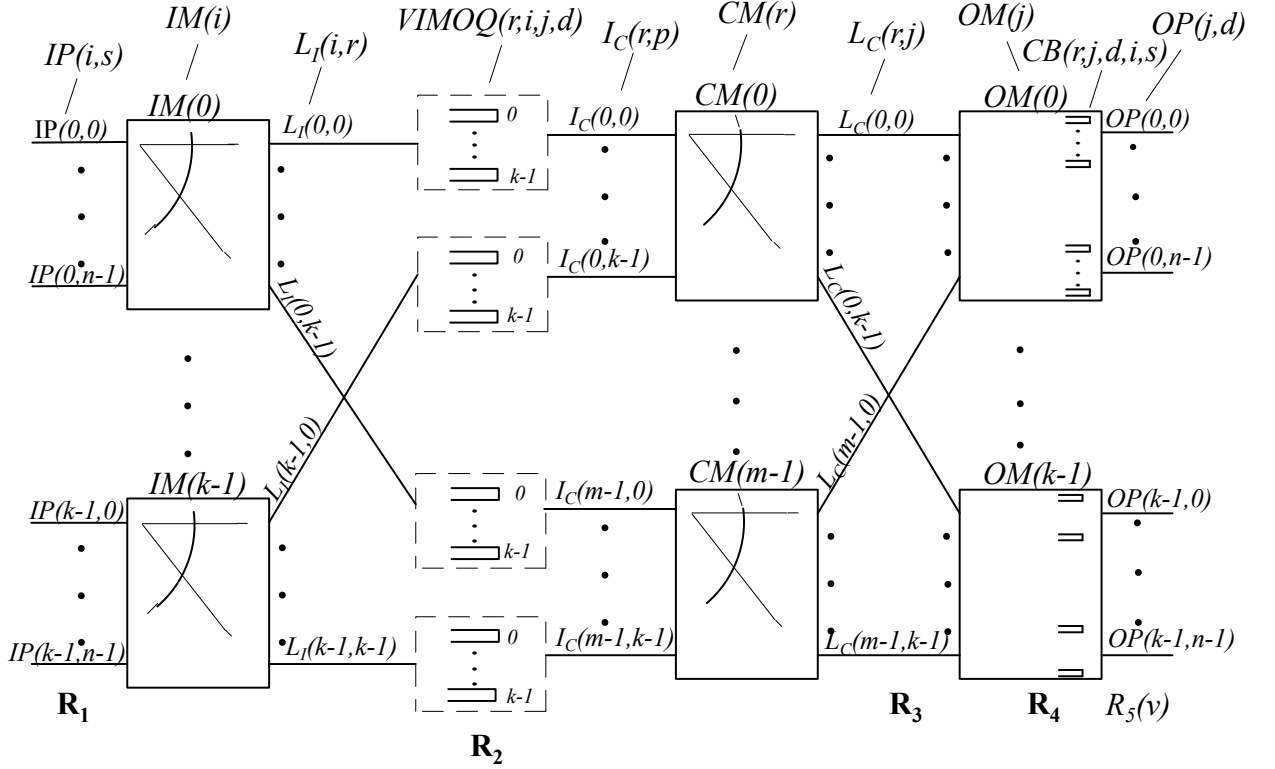 IM(i)
VIMOQ(r,i,j,d)
I_C(r,p)
CM(r)
L_C(r,j)
OM(j)
OP(j,d)
IP(i,s)
L_I(i,r)
CB(r,j,d,i,s)
IM(0)
CM(0)
OM(0)
IP(0,0)
L_I(0,0)
0
I_C(0,0)
L_C(0,0)
OP(0,0)
k-1
IP(0,n-1)
L_I(0,k-1)
0
k-1
I_C(0,k-1)
L_C(0,k-1)
OP(0,n-1)
L_I(k-1,0)
L_C(m-1,0)
IM(k-1)
CM(m-1)
OM(k-1)
IP(k-1,0)
0
k-1
I_C(m-1,0)
OP(k-1,0)
IP(k-1,n-1)
L_I(k-1,k-1)
0
k-1
I_C(m-1,k-1)
L_C(m-1,k-1)
OP(k-1,n-1)
R_1
R_2
R_3
R_4
R_5(v)